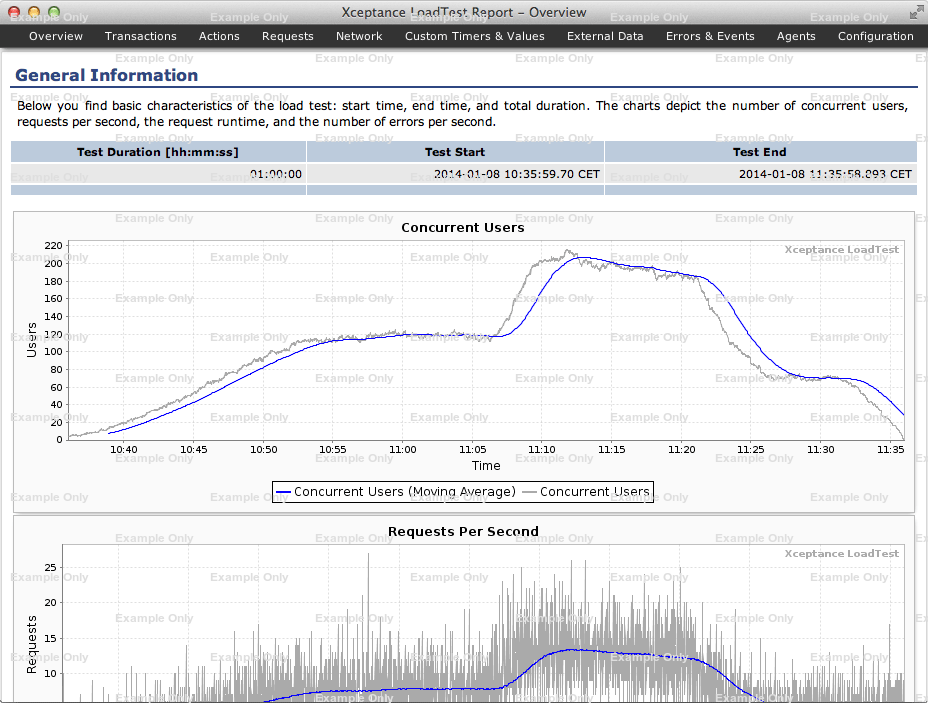 Xceptance LoadTest Report – Overview
Overview Transactions Actions Requests Network Custom Timers & Values External Data Errors & Events Agents Configuration
General Information
Below you find basic characteristics of the load test: start time, end time, and total duration. The charts depict the number of concurrent users,
requests per second, the request runtime, and the number of errors per second.
Test Duration [hh:mm:ss] Test Start Test End
01:00:00 2014-01-08 10:35:59.70 CET 2014-01-08 11:35:58.093 CET
Concurrent Users
Xceptance LoadTest
Users
220
200
180
160
140
120
100
80
60
40
20
0
10:40 10:45 10:50 10:55 11:00 11:05 11:10 11:15 11:20 11:25 11:30 11:35
Time
Concurrent Users (Moving Average) Concurrent Users
Requests Per Second
Xceptance LoadTest
Requests
25
20
15
10
Example Only